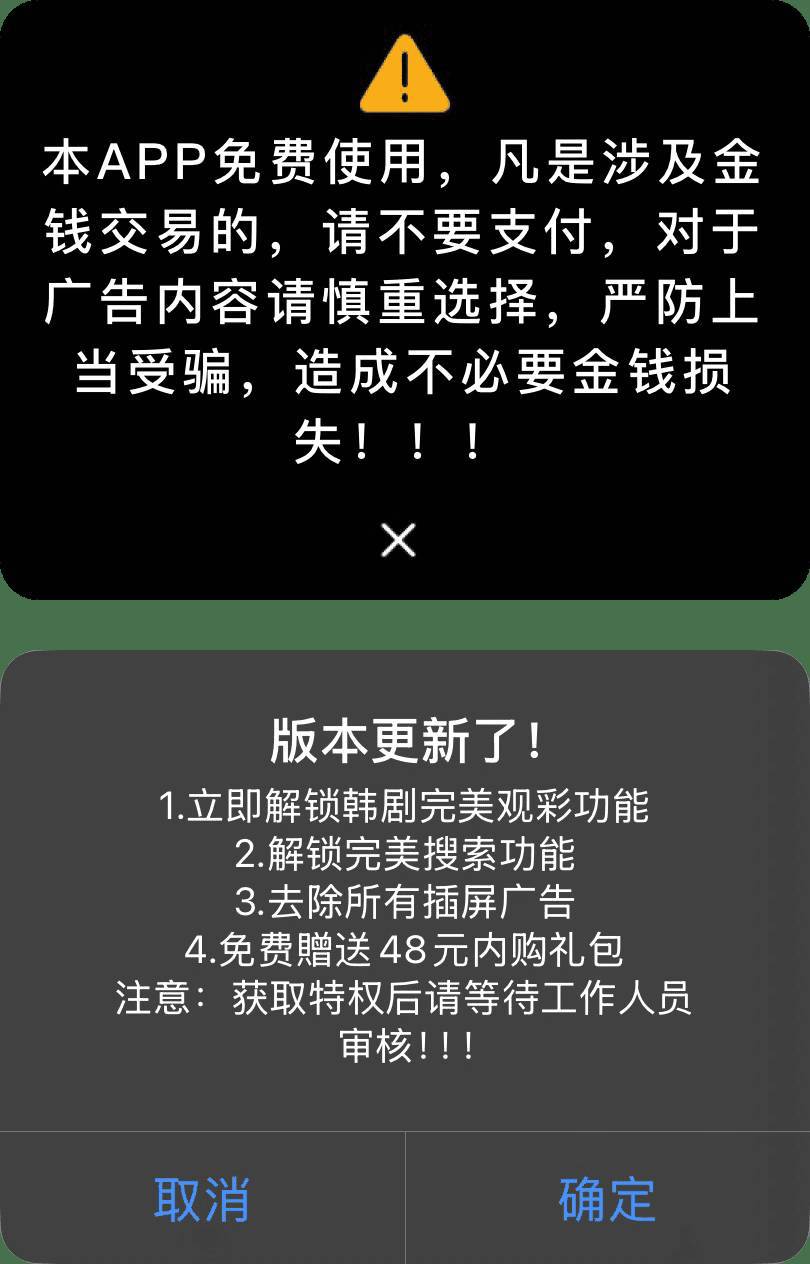 本APP免费使用，凡是涉及金
钱交易的，请不要支付，对于
广告内容请慎重选择，严防上
当受骗，造成不必要金钱损
失！！！
版本更新了！
1.立即解锁韩剧完美观彩功能
2.解锁完美搜索功能
3.去除所有插屏广告
4.免费赠送48元内购礼包
注意：获取特权后请等待工作人员
审核！！！
取消
确定